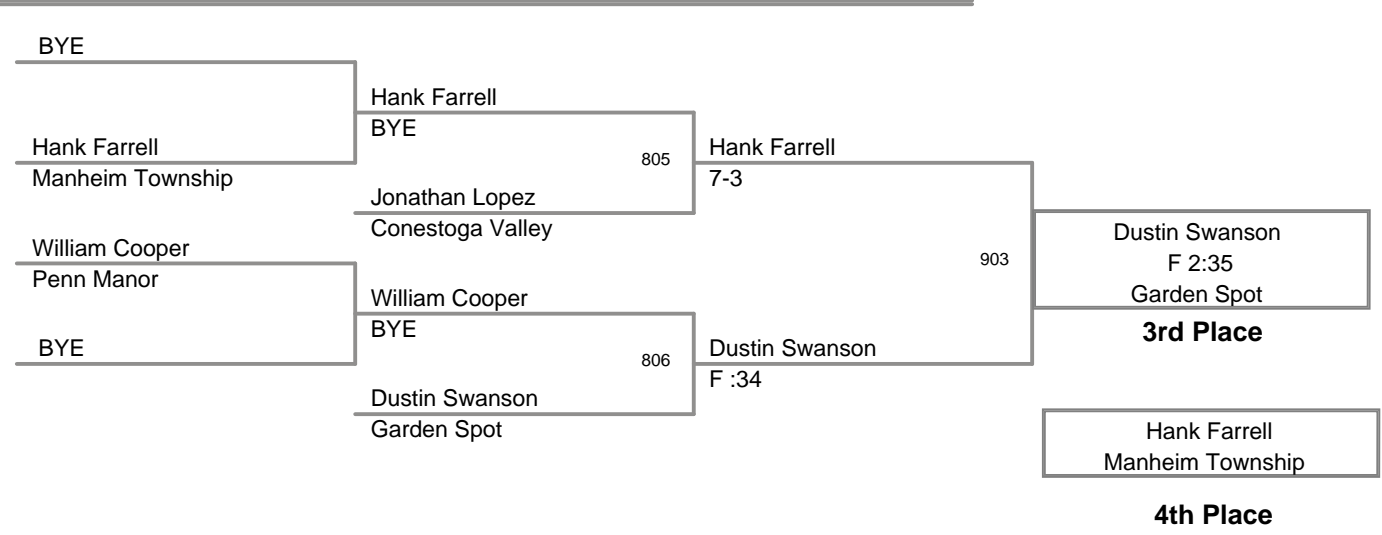 BYE
Hank Farrell
BYE
Hank Farrell
Manheim Township
805
Hank Farrell
7-3
Jonathan Lopez
Conestoga Valley
William Cooper
Penn Manor
903
Dustin Swanson
F 2:35
Garden Spot
3rd Place
William Cooper
BYE
BYE
806
Dustin Swanson
F :34
Dustin Swanson
Garden Spot
Hank Farrell
Manheim Township
4th Place